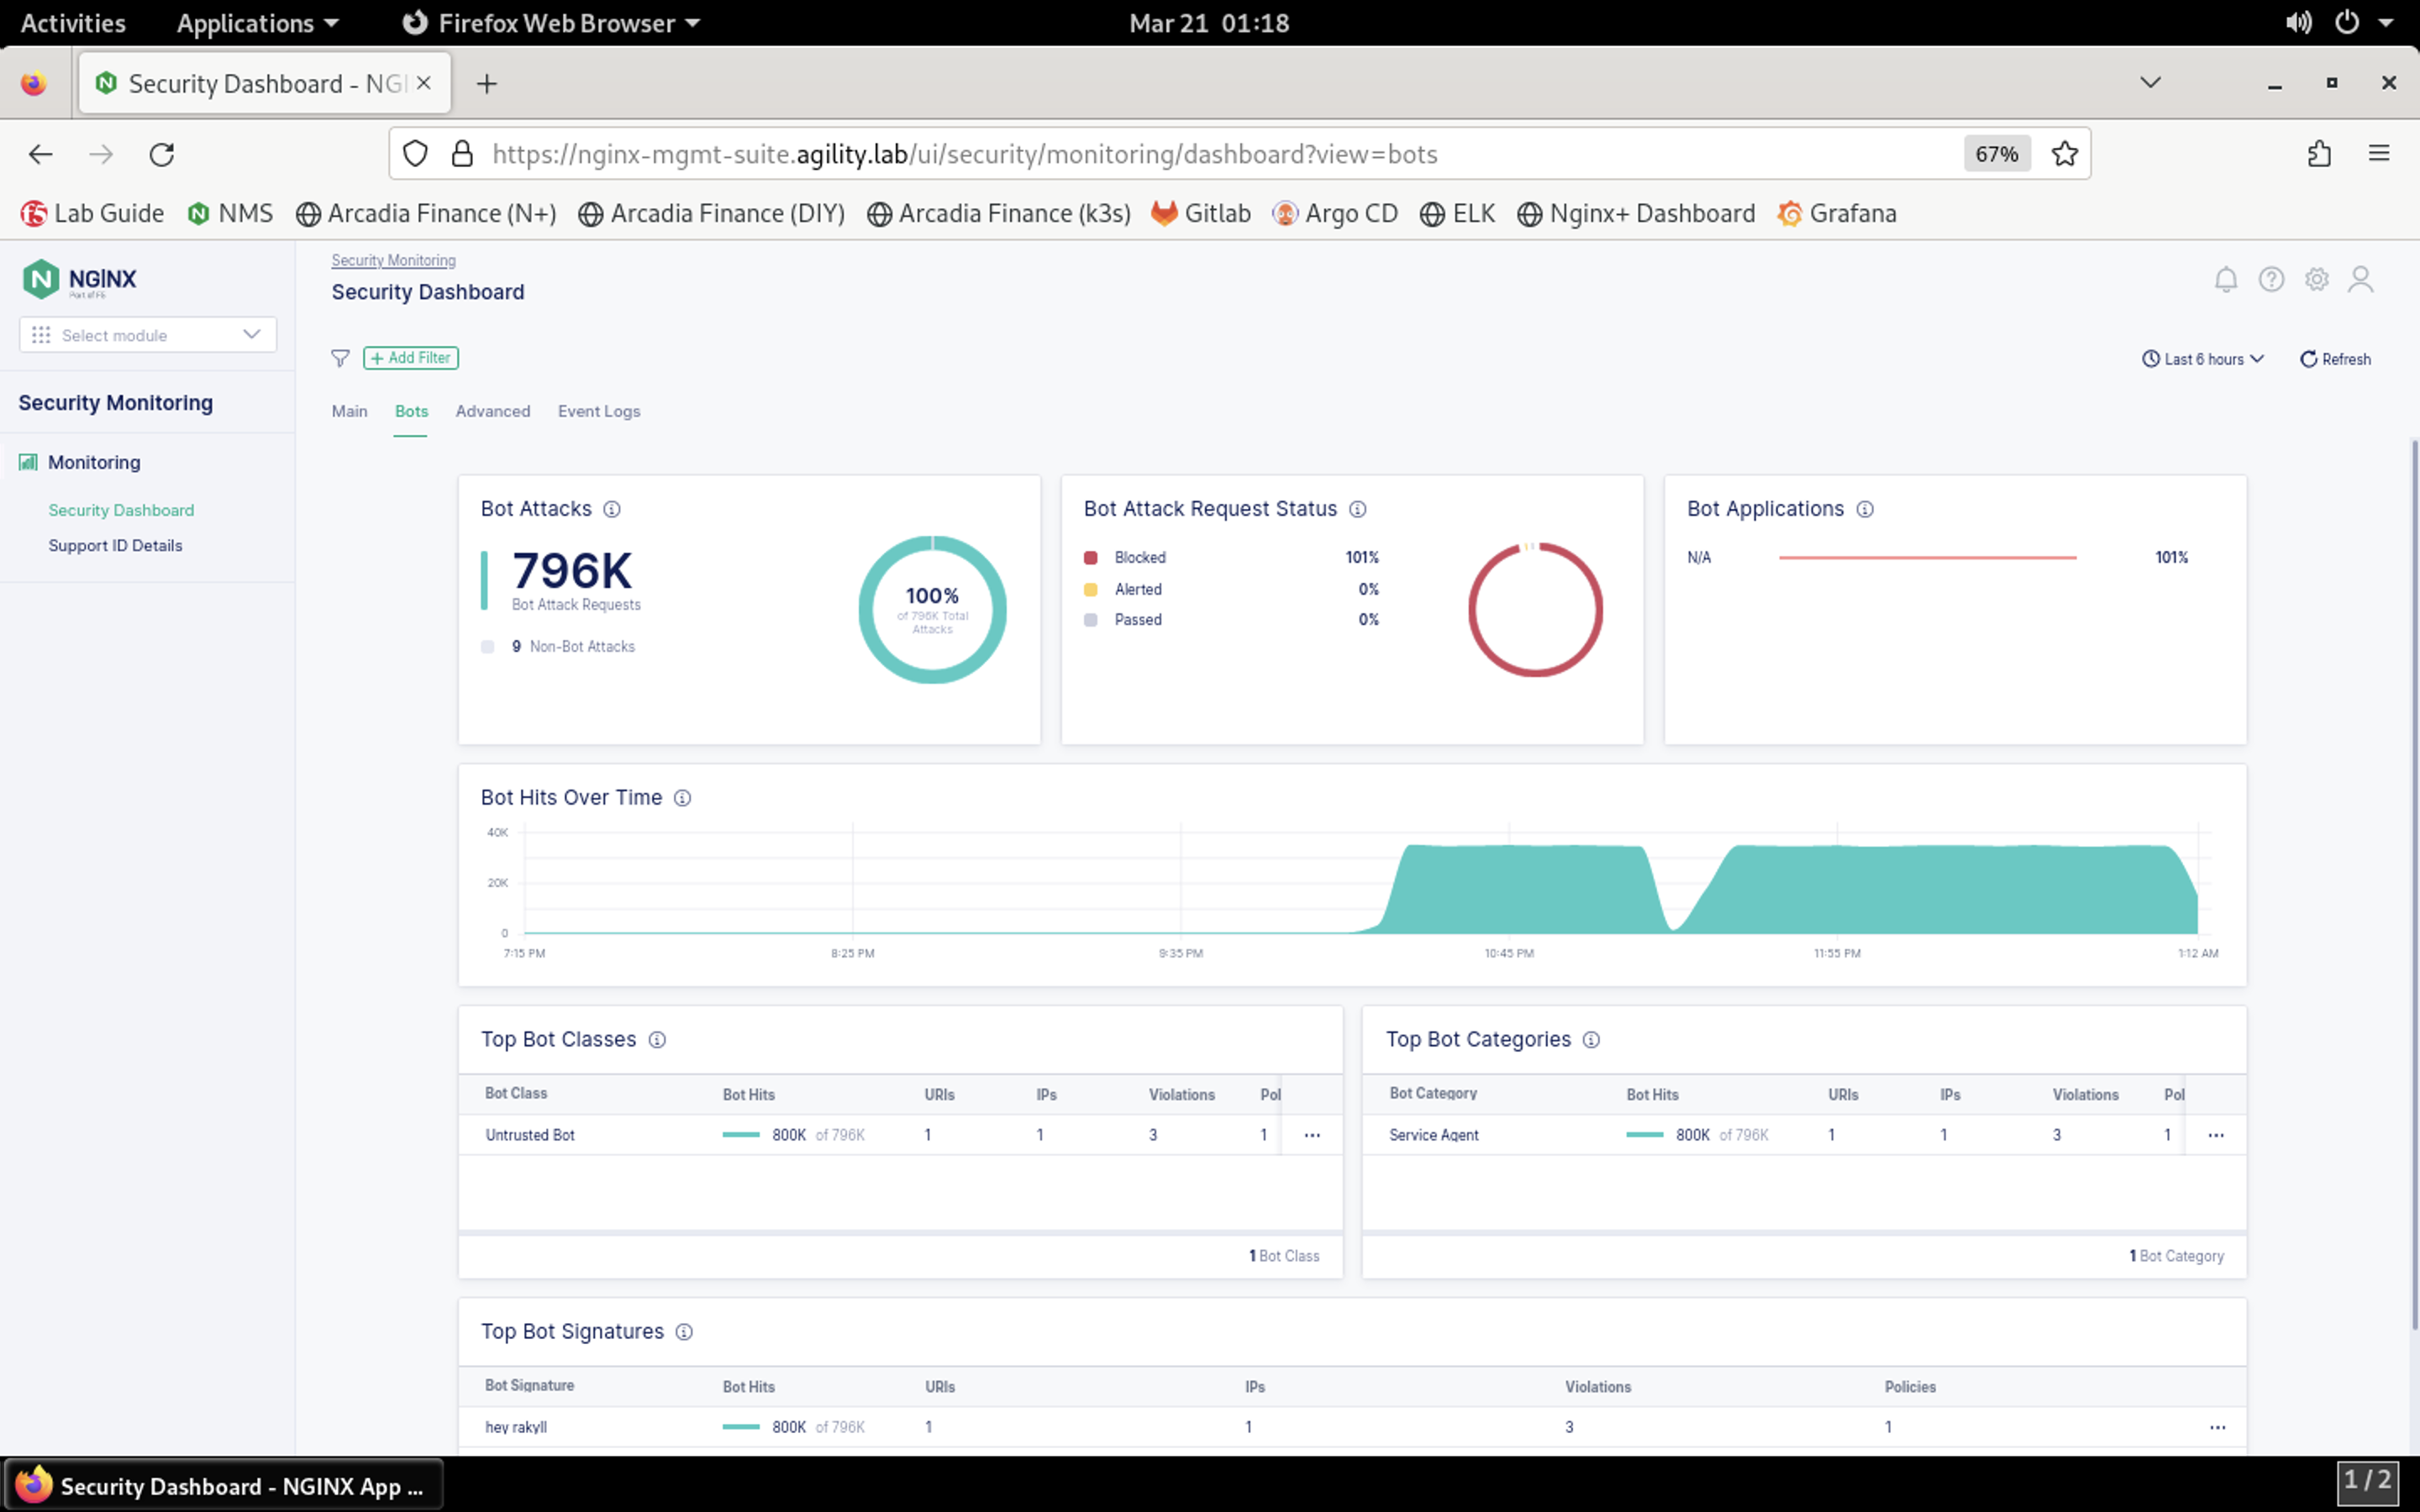 Activities Applications Firefox Web Browser Mar 21 01:18
Security Dashboard - NGI
https://nginx-mgmt-suite.agility.lab/ui/security/monitoring/dashboard?view=bots 67%
Lab Guide NMS Arcadia Finance (N+) Arcadia Finance (DIY) Arcadia Finance (k3s) Gitlab Argo CD ELK Nginx+ Dashboard Grafana
NGINX
Part of F5
Select module
Security Monitoring
Monitoring
Security Dashboard
Support ID Details
Security Monitoring
Security Dashboard
+ Add Filter
Last 6 hours Refresh
Main Bots Advanced Event Logs
Bot Attacks
796K
Bot Attack Requests
9 Non-Bot Attacks
100%
of 796K Total
Attacks
Bot Attack Request Status
Blocked 101%
Alerted 0%
Passed 0%
Bot Applications
N/A 101%
Bot Hits Over Time
40K
20K
0
7:15 PM 8:25 PM 9:35 PM 10:45 PM 11:55 PM 1:12 AM
Top Bot Classes
Bot Class Bot Hits URIs IPs Violations Pol
Untrusted Bot 800K of 796K 1 1 3 1 ...
1 Bot Class
Top Bot Categories
Bot Category Bot Hits URIs IPs Violations Pol
Service Agent 800K of 796K 1 1 3 1 ...
1 Bot Category
Top Bot Signatures
Bot Signature Bot Hits URIs IPs Violations Policies
hey rakyll 800K of 796K 1 1 3 1 ...
Security Dashboard - NGINX App ...
1 / 2